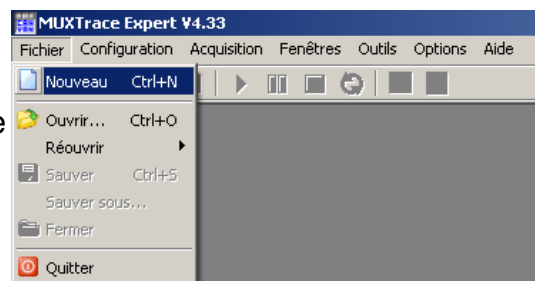 MUXTrace Expert V4.33
Fichier Configuration Acquisition Fenêtres Outils Options Aide
Nouveau Ctrl+N
e
Ouvrir... Ctrl+O
Réouvrir
Sauver Ctrl+S
Sauver sous...
Fermer
Quitter